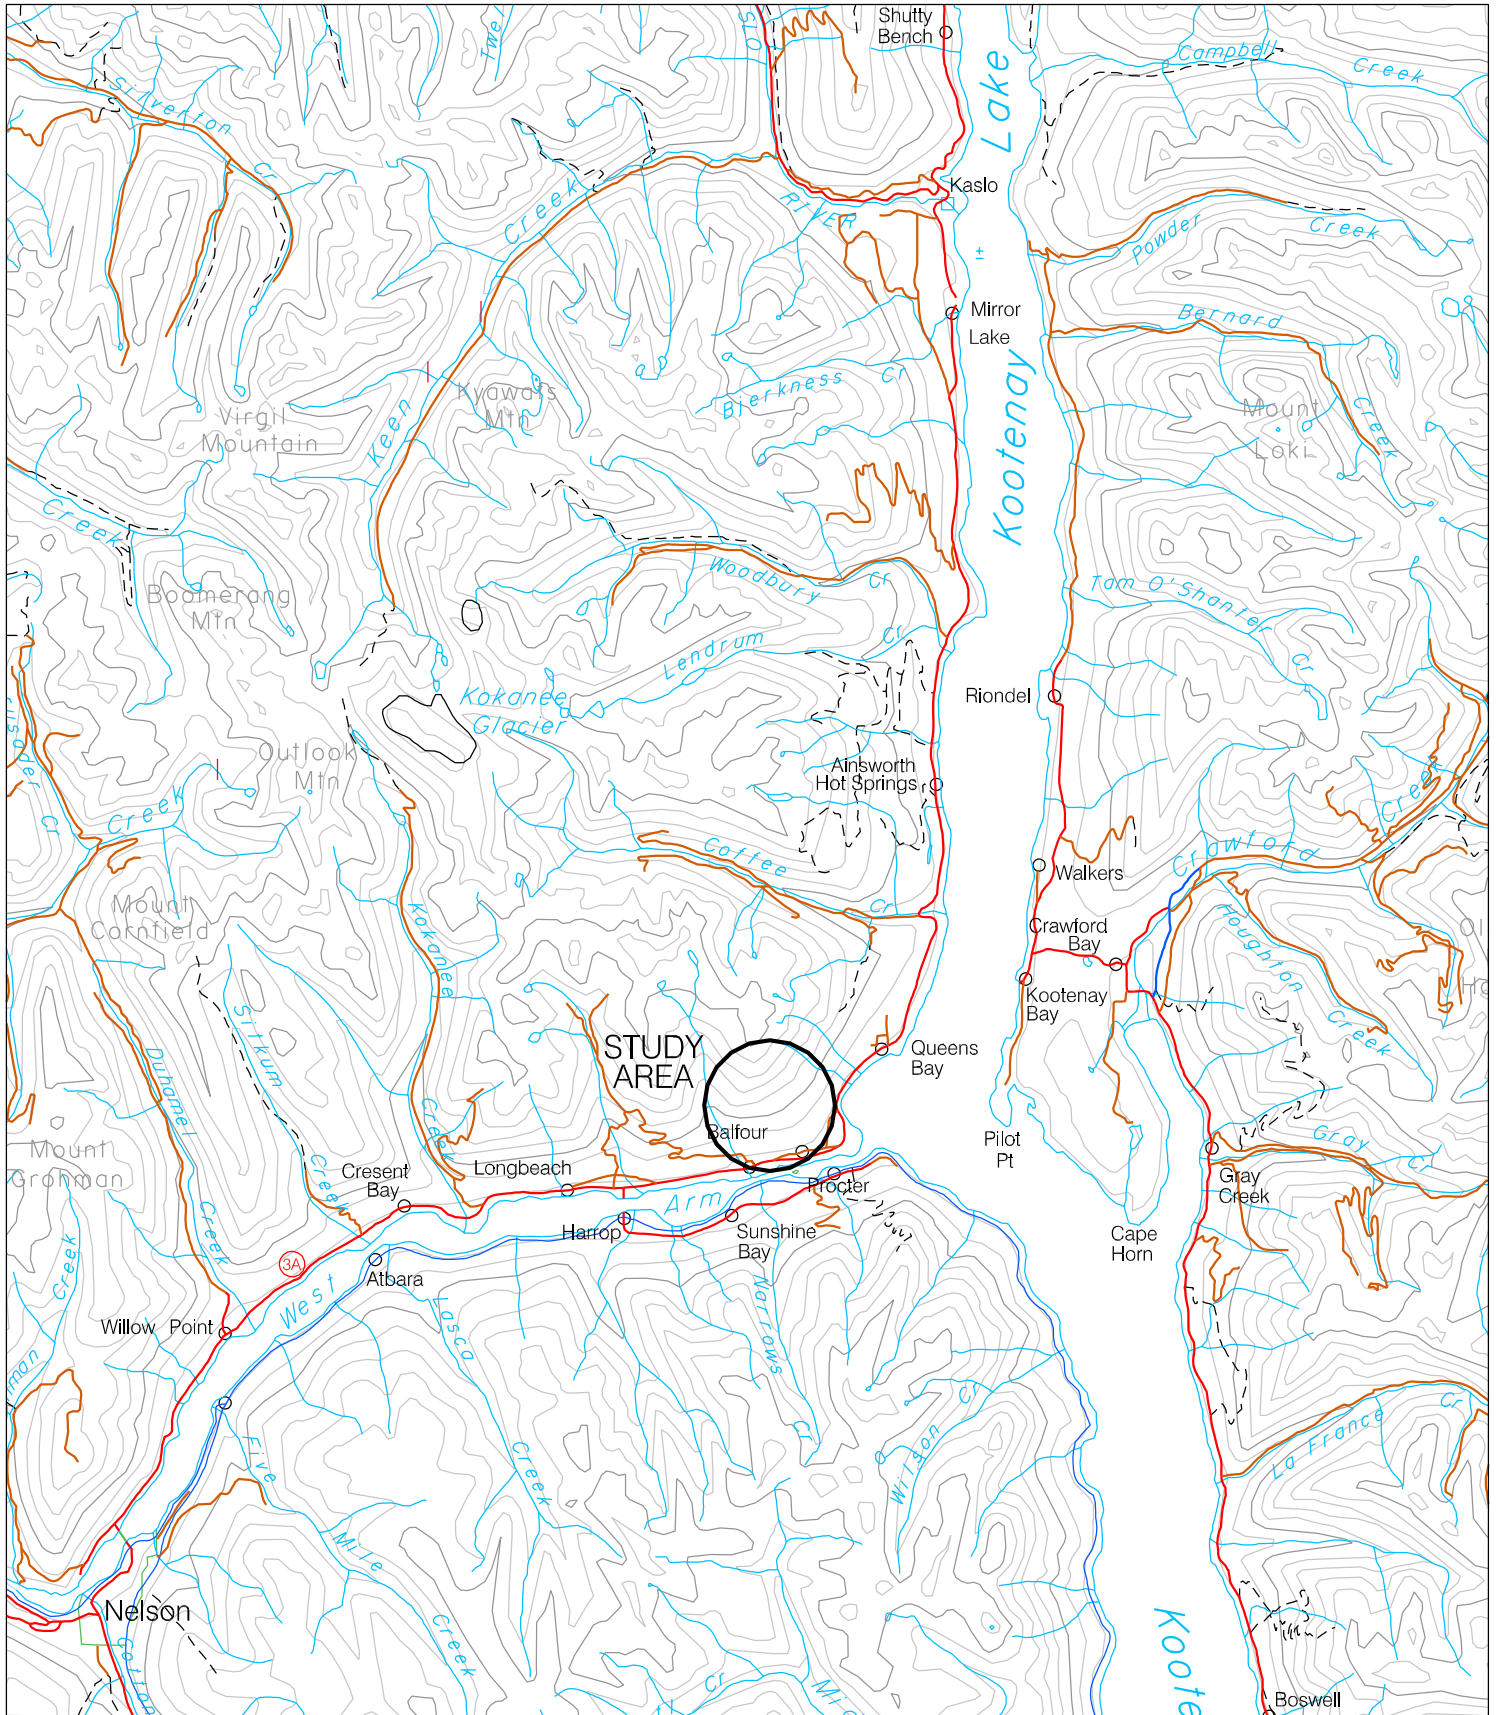 Shutty
Bench
Lake
Campbell
Creek
Silverton
Cr
Creek
RIVER
Kaslo
Powder
Creek
Mirror
Lake
Bernard
Creek
Kootenay
Bjerkness Cr
Kyawats
Mtn
Keen
Virgil
Mountain
Mount
Loki
Creek
Woodbury Cr
Boomerang
Mtn
Tam O'Shanter
Cr
Lendrum Cr
Kokanee
Glacier
Riondel
Outlook
Mtn
Ainsworth
Hot Springs
Creek
Cr
Coffee
Cr
Crawford
Creek
Walkers
Mount
Cornfield
Kokanee
Creek
Crawford
Bay
Houghton
Creek
Kootenay
Bay
Sitkum
Creek
STUDY
AREA
Queens
Bay
Duhamel
Creek
Balfour
Pilot
Pt
Gray
Cr
Mount
Grohman
Cresent
Bay
Longbeach
Procter
Gray
Creek
Arm
Harrop
Sunshine
Bay
Cape
Horn
3A
Atbara
West
Creek
Willow Point
Lasca
Creek
Narrows
Cr
Wilson Cr
La France
Cr
Five
Mile
Creek
Nelson
Cotton
Cr
Koote
Boswell